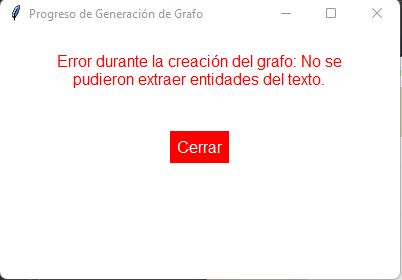 Progreso de Generación de Grafo
Error durante la creación del grafo: No se
pudieron extraer entidades del texto.
Cerrar